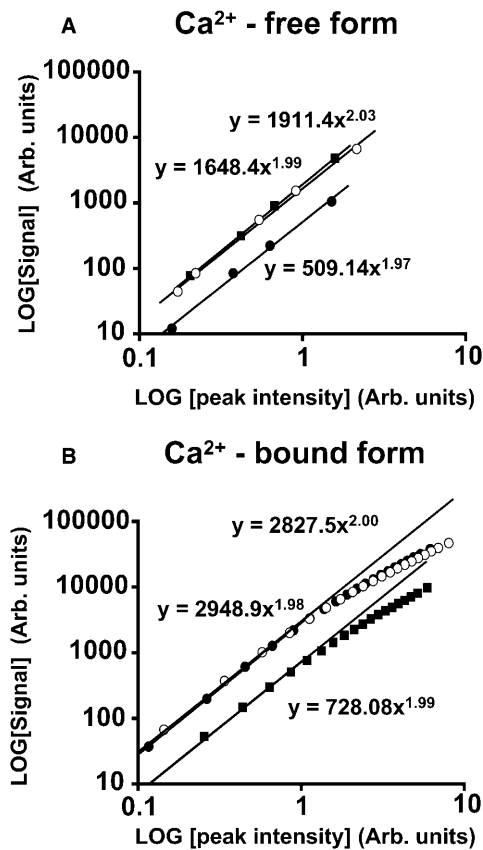 A Ca²⁺ - free form
LOG[Signal] (Arb. units)
100000
10000
1000
100
10
y = 1911.4x²·⁰³
y = 1648.4x¹·⁹⁹
y = 509.14x¹·⁹⁷
0.1 1 10
LOG [peak intensity] (Arb. units)
B Ca²⁺ - bound form
LOG[Signal] (Arb. units)
100000
10000
1000
100
10
y = 2827.5x²·⁰⁰
y = 2948.9x¹·⁹⁸
y = 728.08x¹·⁹⁹
0.1 1 10
LOG [peak intensity] (Arb. units)